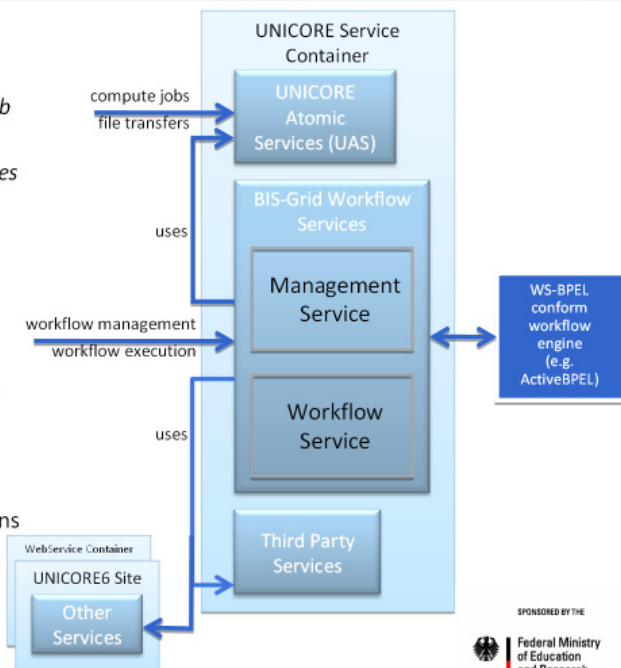 UNICORE Service
Container
compute jobs
file transfers
UNICORE
Atomic
Services (UAS)
uses
BIS-Grid Workflow
Services
Management
Service
workflow management
workflow execution
WS-BPEL
conform
workflow
engine
(e.g.
ActiveBPEL)
Workflow
Service
uses
Third Party
Services
WebService Container
UNICORE6 Site
Other
Services
SPONSORED BY THE
Federal Ministry
of Education
and Research